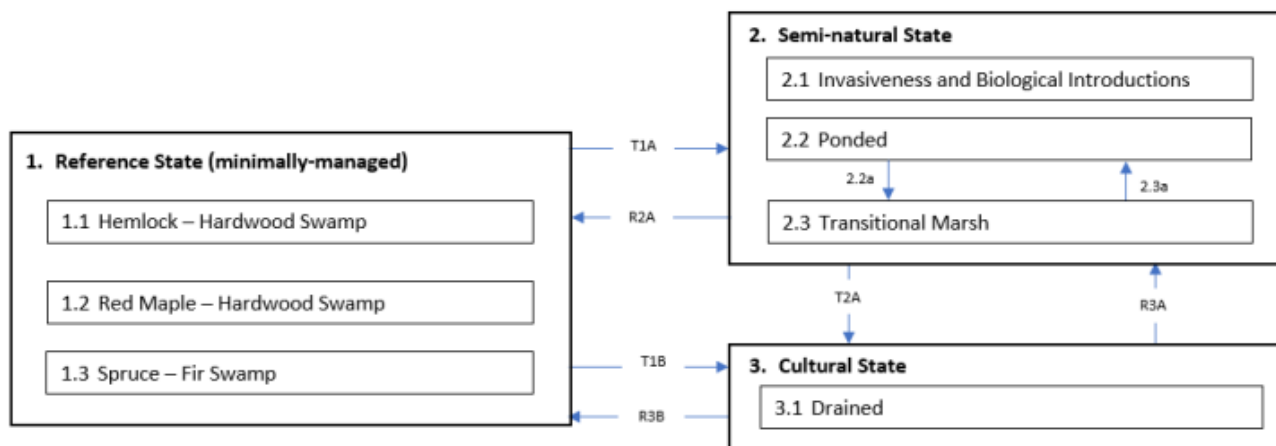 1. Reference State (minimally-managed)
1.1 Hemlock – Hardwood Swamp
1.2 Red Maple – Hardwood Swamp
1.3 Spruce – Fir Swamp
T1A
R2A
T1B
R3B
2. Semi-natural State
2.1 Invasiveness and Biological Introductions
2.2 Ponded
2.2a
2.3a
2.3 Transitional Marsh
T2A
R3A
3. Cultural State
3.1 Drained